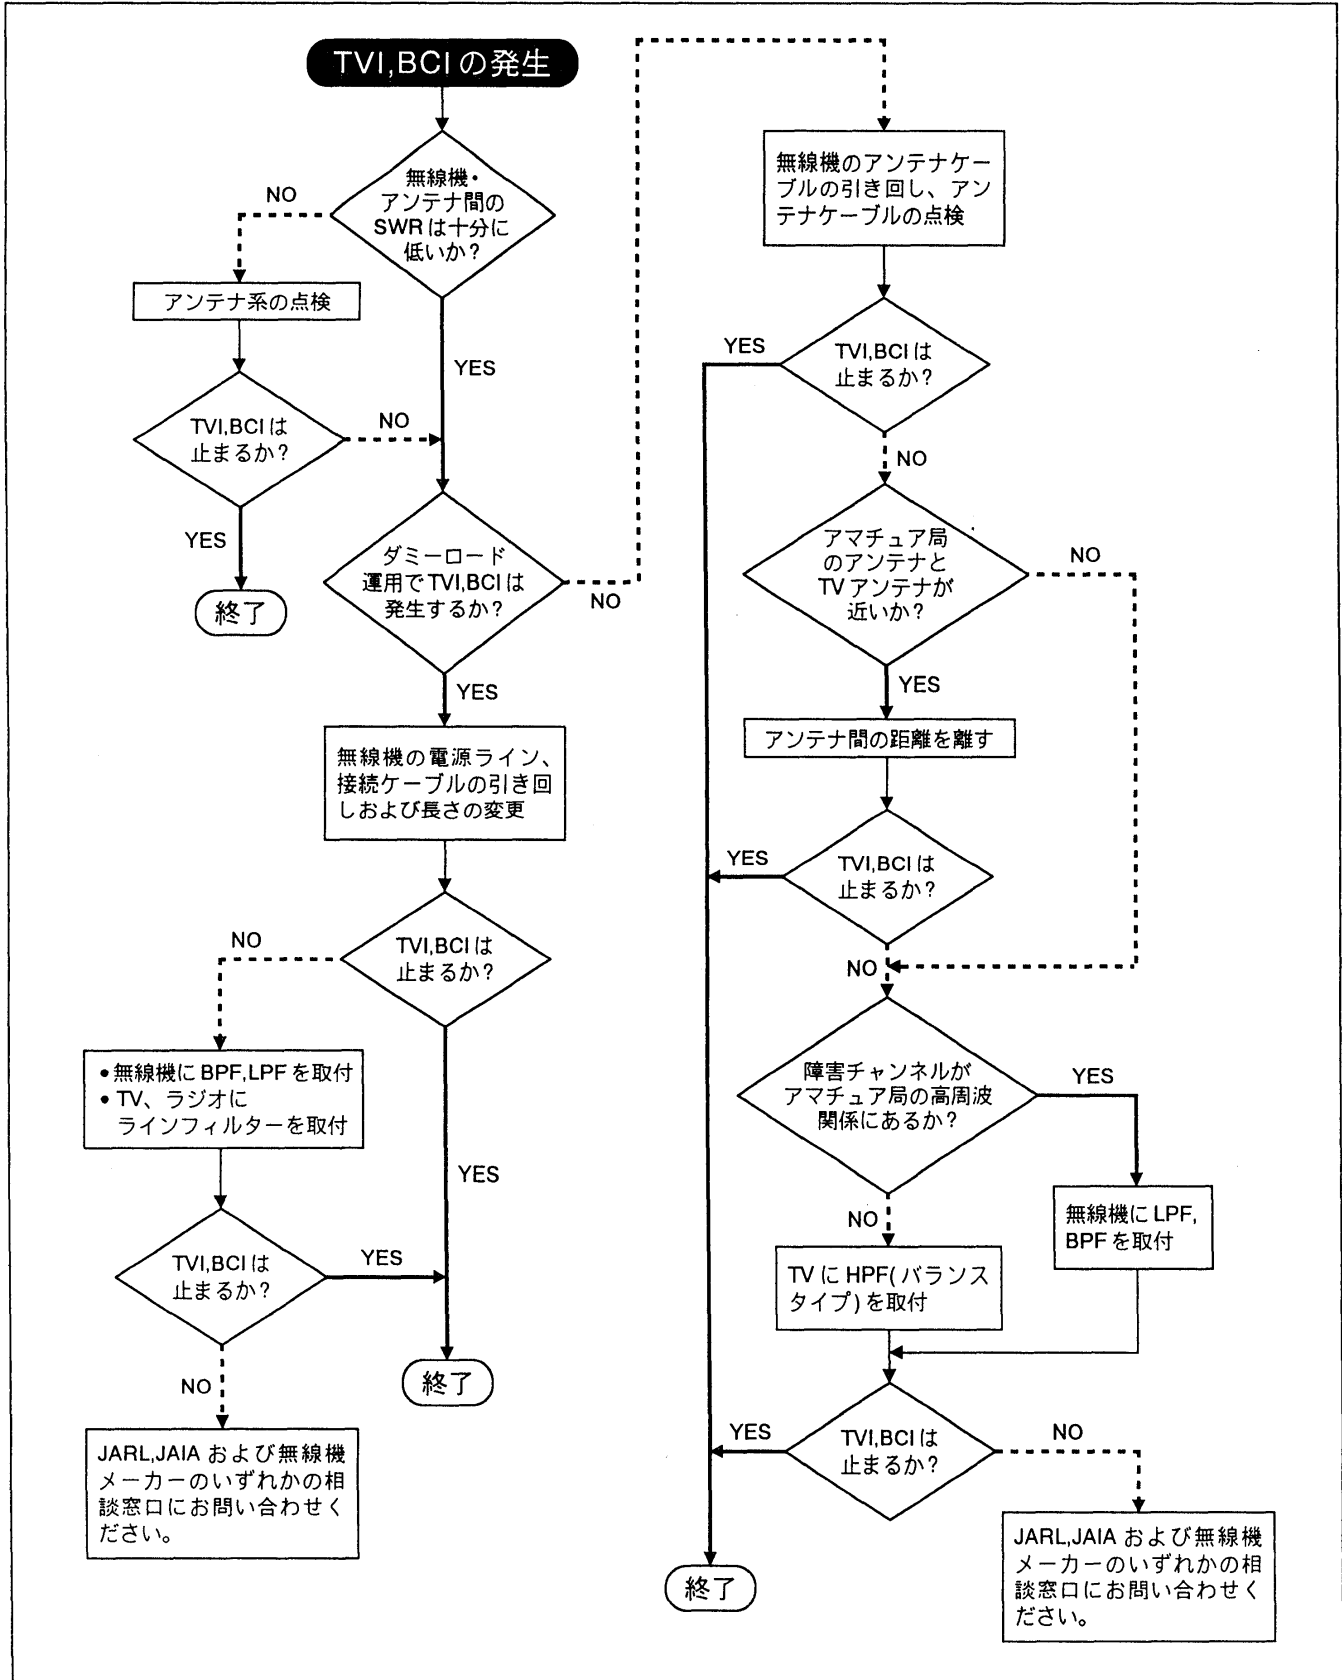 TVI,BCIの発生
無線機・
アンテナ間の
SWRは十分に
低いか？
NO
アンテナ系の点検
YES
TVI,BCIは
止まるか？
NO
YES
終了
ダミーロード
運用でTVI,BCIは
発生するか？
NO
YES
無線機の電源ライン、
接続ケーブルの引き回
しおよび長さの変更
TVI,BCIは
止まるか？
NO
•無線機にBPF,LPFを取付
•TV、ラジオに
ラインフィルターを取付
YES
TVI,BCIは
止まるか？
YES
終了
NO
JARL,JAIAおよび無線機
メーカーのいずれかの相
談窓口にお問い合わせく
ださい。
無線機のアンテナケー
ブルの引き回し、アン
テナケーブルの点検
YES
TVI,BCIは
止まるか？
NO
アマチュア局
のアンテナと
TVアンテナが
近いか？
NO
YES
アンテナ間の距離を離す
YES
TVI,BCIは
止まるか？
NO
障害チャンネルが
アマチュア局の高周波
関係にあるか？
YES
無線機にLPF,
BPFを取付
NO
TVにHPF(バランス
タイプ)を取付
YES
TVI,BCIは
止まるか？
NO
終了
JARL,JAIAおよび無線機
メーカーのいずれかの相
談窓口にお問い合わせく
ださい。